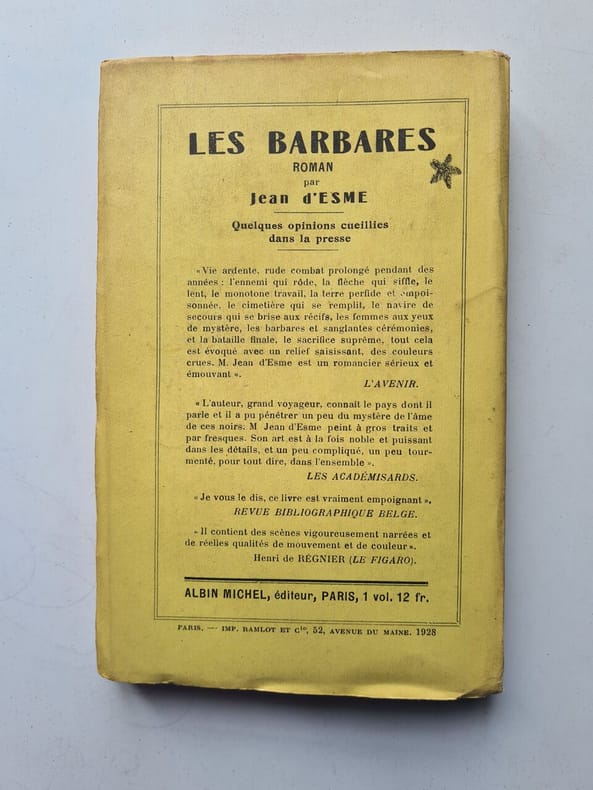 LES BARBARES
ROMAN
par
Jean d'ESME
Quelques opinions cueillies
dans la presse
«Vie ardente, rude combat prolongé pendant des
années : l'ennemi qui rôde, la flèche qui siffle, le
lent, le monotone travail, la terre perfide et empoi-
sonnée, le cimetière qui se remplit, le navire de
secours qui se brise aux récifs, les femmes aux yeux
de mystère, les barbares et sanglantes cérémonies,
et la bataille finale, le sacrifice suprême, tout cela
est évoqué avec un relief saisissant, des couleurs
crues. M. Jean d'Esme est un romancier sérieux et
émouvant ».
L'AVENIR.
« L'auteur, grand voyageur, connaît le pays dont il
parle et il a pu pénétrer un peu du mystère de l'âme
de ces noirs. M Jean d'Esme peint à gros traits et
par fresques. Son art est à la fois noble et puissant
dans les détails, et un peu compliqué, un peu tour-
menté, pour tout dire, dans l'ensemble ».
LES ACADÉMISARDS.
« Je vous le dis, ce livre est vraiment empoignant ».
REVUE BIBLIOGRAPHIQUE BELGE.
« Il contient des scènes vigoureusement narrées et
de réelles qualités de mouvement et de couleur ».
Henri de RÉGNIER (LE FIGARO).
ALBIN MICHEL, éditeur, PARIS, 1 vol. 12 fr.
PARIS. — IMP. RAMLOT ET Cie, 52, AVENUE DU MAINE. 1928